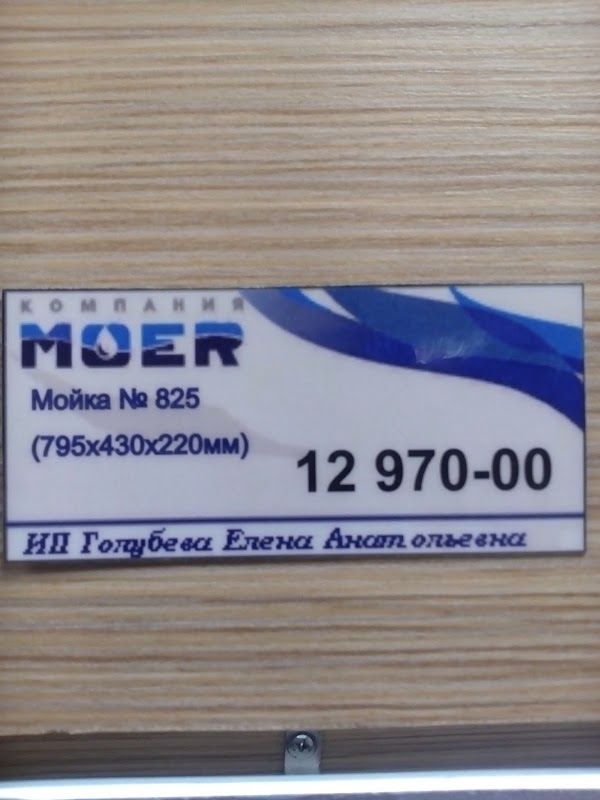 КОМПАНИЯ
MOER
Мойка № 825
(795х430х220мм)
12 970-00
ИП Голубева Елена Анатольевна